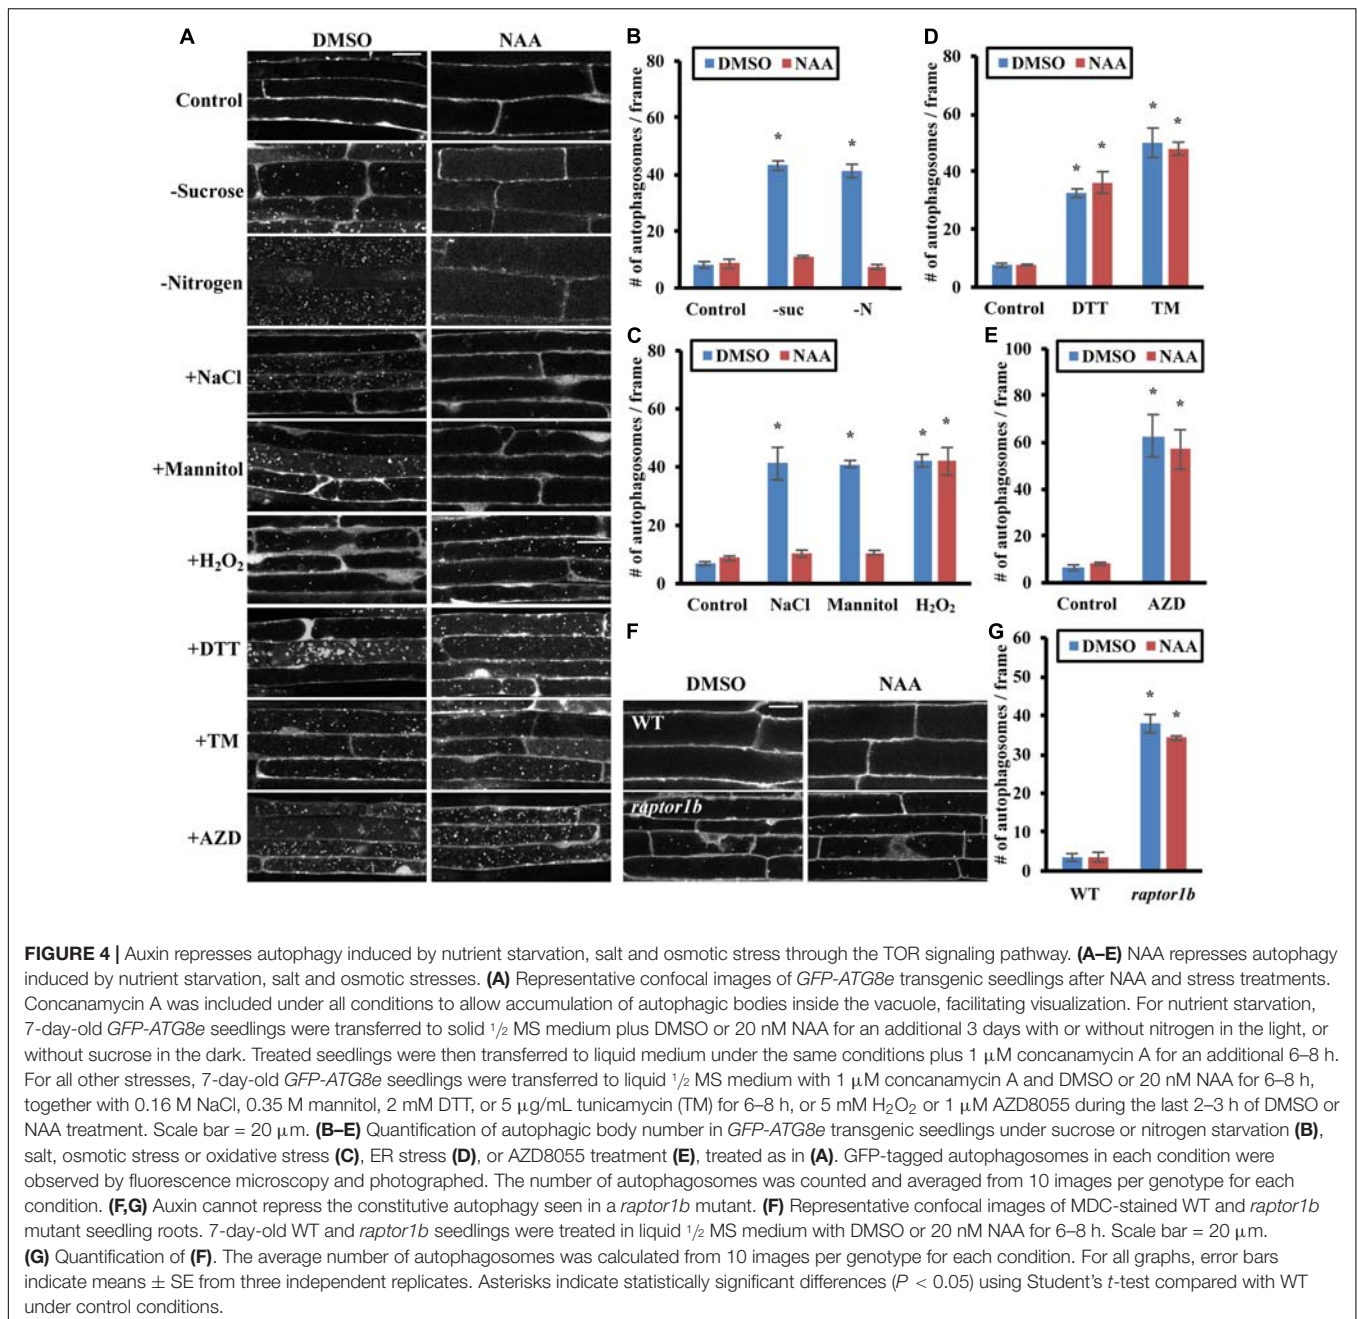 A
DMSO
NAA
Control
-Sucrose
-Nitrogen
+NaCl
+Mannitol
+H₂O₂
+DTT
+TM
+AZD
B
DMSO NAA
# of autophagosomes / frame
80
60
40
20
0
Control -suc -N
* *
D
DMSO NAA
# of autophagosomes / frame
80
60
40
20
0
Control DTT TM
* * * *
C
DMSO NAA
# of autophagosomes / frame
80
60
40
20
0
Control NaCl Mannitol H₂O₂
* * * *
E
DMSO NAA
# of autophagosomes / frame
100
80
60
40
20
0
Control AZD
* *
F
DMSO
NAA
WT
raptor1b
G
DMSO NAA
# of autophagosomes / frame
60
50
40
30
20
10
0
WT raptor1b
* *
FIGURE 4 | Auxin represses autophagy induced by nutrient starvation, salt and osmotic stress through the TOR signaling pathway. (A–E) NAA represses autophagy
induced by nutrient starvation, salt and osmotic stresses. (A) Representative confocal images of GFP-ATG8e transgenic seedlings after NAA and stress treatments.
Concanamycin A was included under all conditions to allow accumulation of autophagic bodies inside the vacuole, facilitating visualization. For nutrient starvation,
7-day-old GFP-ATG8e seedlings were transferred to solid 1/2 MS medium plus DMSO or 20 nM NAA for an additional 3 days with or without nitrogen in the light, or
without sucrose in the dark. Treated seedlings were then transferred to liquid medium under the same conditions plus 1 μM concanamycin A for an additional 6–8 h.
For all other stresses, 7-day-old GFP-ATG8e seedlings were transferred to liquid 1/2 MS medium with 1 μM concanamycin A and DMSO or 20 nM NAA for 6–8 h,
together with 0.16 M NaCl, 0.35 M mannitol, 2 mM DTT, or 5 μg/mL tunicamycin (TM) for 6–8 h, or 5 mM H₂O₂ or 1 μM AZD8055 during the last 2–3 h of DMSO or
NAA treatment. Scale bar = 20 μm. (B–E) Quantification of autophagic body number in GFP-ATG8e transgenic seedlings under sucrose or nitrogen starvation (B),
salt, osmotic stress or oxidative stress (C), ER stress (D), or AZD8055 treatment (E), treated as in (A). GFP-tagged autophagosomes in each condition were
observed by fluorescence microscopy and photographed. The number of autophagosomes was counted and averaged from 10 images per genotype for each
condition. (F,G) Auxin cannot repress the constitutive autophagy seen in a raptor1b mutant. (F) Representative confocal images of MDC-stained WT and raptor1b
mutant seedling roots. 7-day-old WT and raptor1b seedlings were treated in liquid 1/2 MS medium with DMSO or 20 nM NAA for 6–8 h. Scale bar = 20 μm.
(G) Quantification of (F). The average number of autophagosomes was calculated from 10 images per genotype for each condition. For all graphs, error bars
indicate means ± SE from three independent replicates. Asterisks indicate statistically significant differences (P < 0.05) using Student's t-test compared with WT
under control conditions.